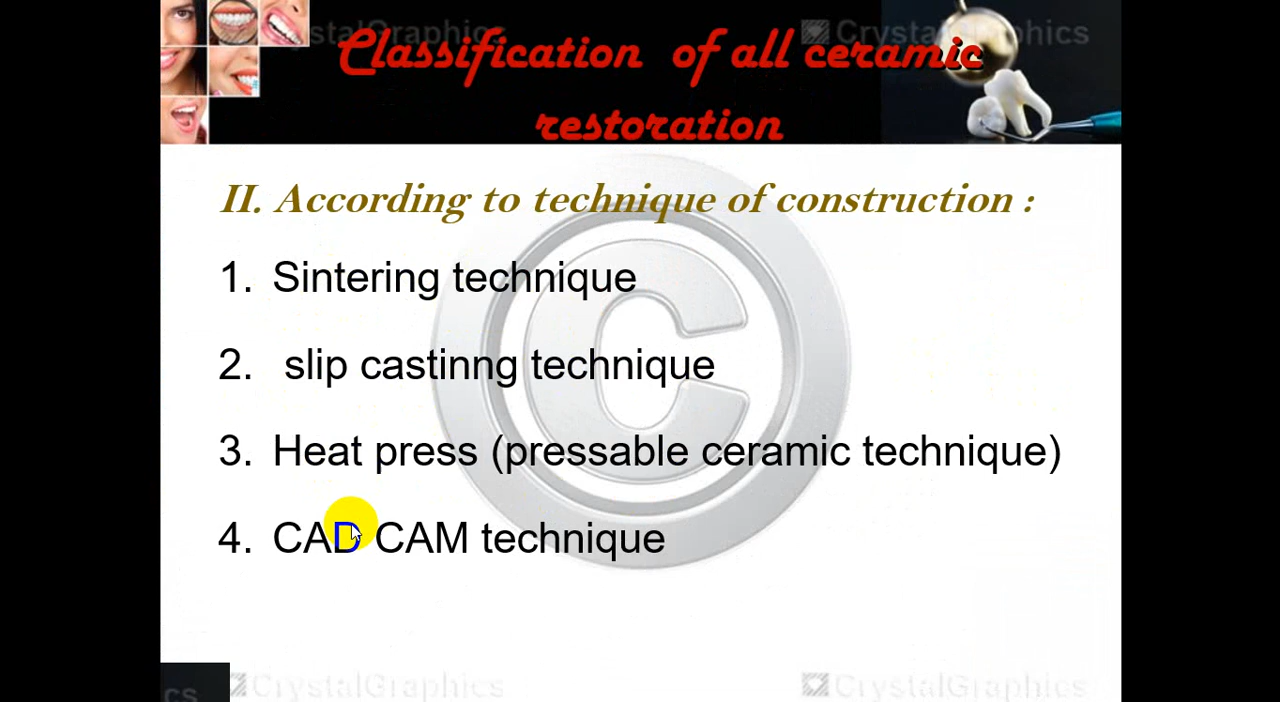 CrystalGraphics
Classification of all ceramic
restoration
II. According to technique of construction :
1. Sintering technique
2. slip castinng technique
3. Heat press (pressable ceramic technique)
4. CAD CAM technique
cs CrystalGraphics CrystalGraphics